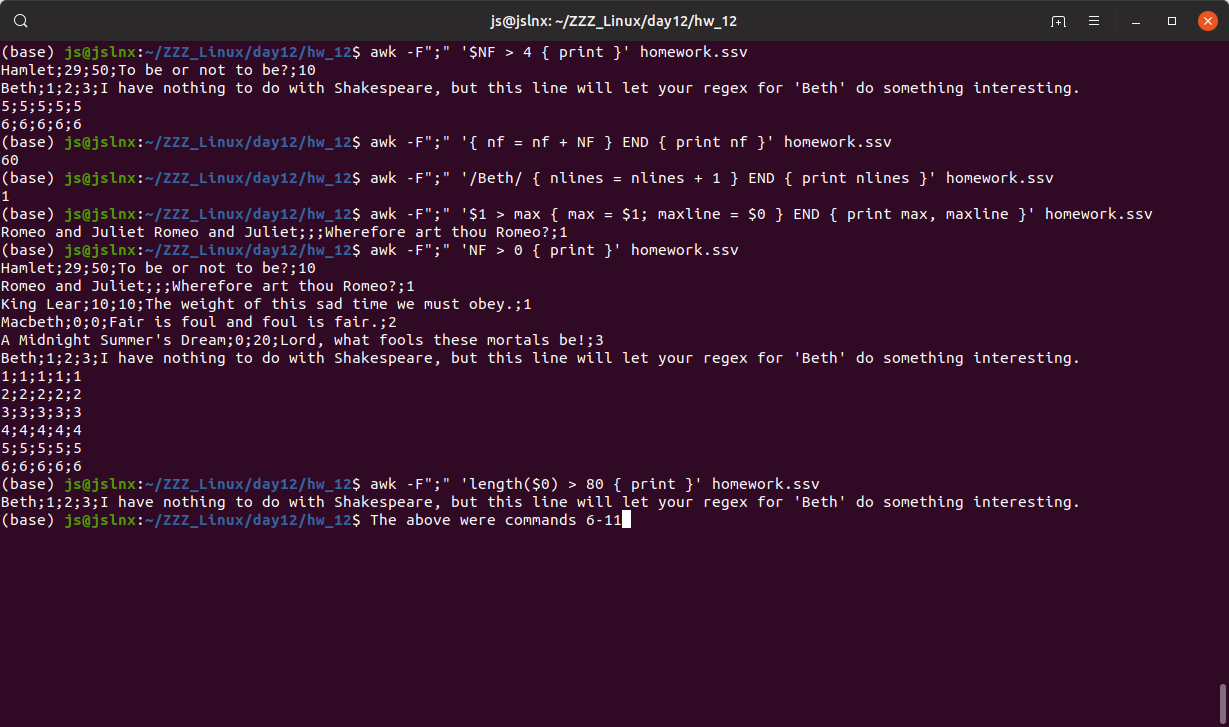 js@jslnx: ~/ZZZ_Linux/day12/hw_12
(base) js@jslnx:~/ZZZ_Linux/day12/hw_12$ awk -F";" '$NF > 4 { print }' homework.ssv
Hamlet;29;50;To be or not to be?;10
Beth;1;2;3;I have nothing to do with Shakespeare, but this line will let your regex for 'Beth' do something interesting.
5;5;5;5;5
6;6;6;6;6
(base) js@jslnx:~/ZZZ_Linux/day12/hw_12$ awk -F";" '{ nf = nf + NF } END { print nf }' homework.ssv
60
(base) js@jslnx:~/ZZZ_Linux/day12/hw_12$ awk -F";" '/Beth/ { nlines = nlines + 1 } END { print nlines }' homework.ssv
1
(base) js@jslnx:~/ZZZ_Linux/day12/hw_12$ awk -F";" '$1 > max { max = $1; maxline = $0 } END { print max, maxline }' homework.ssv
Romeo and Juliet Romeo and Juliet;;;Wherefore art thou Romeo?;1
(base) js@jslnx:~/ZZZ_Linux/day12/hw_12$ awk -F";" 'NF > 0 { print }' homework.ssv
Hamlet;29;50;To be or not to be?;10
Romeo and Juliet;;;Wherefore art thou Romeo?;1
King Lear;10;10;The weight of this sad time we must obey.;1
Macbeth;0;0;Fair is foul and foul is fair.;2
A Midnight Summer's Dream;0;20;Lord, what fools these mortals be!;3
Beth;1;2;3;I have nothing to do with Shakespeare, but this line will let your regex for 'Beth' do something interesting.
1;1;1;1;1
2;2;2;2;2
3;3;3;3;3
4;4;4;4;4
5;5;5;5;5
6;6;6;6;6
(base) js@jslnx:~/ZZZ_Linux/day12/hw_12$ awk -F";" 'length($0) > 80 { print }' homework.ssv
Beth;1;2;3;I have nothing to do with Shakespeare, but this line will let your regex for 'Beth' do something interesting.
(base) js@jslnx:~/ZZZ_Linux/day12/hw_12$ The above were commands 6-11